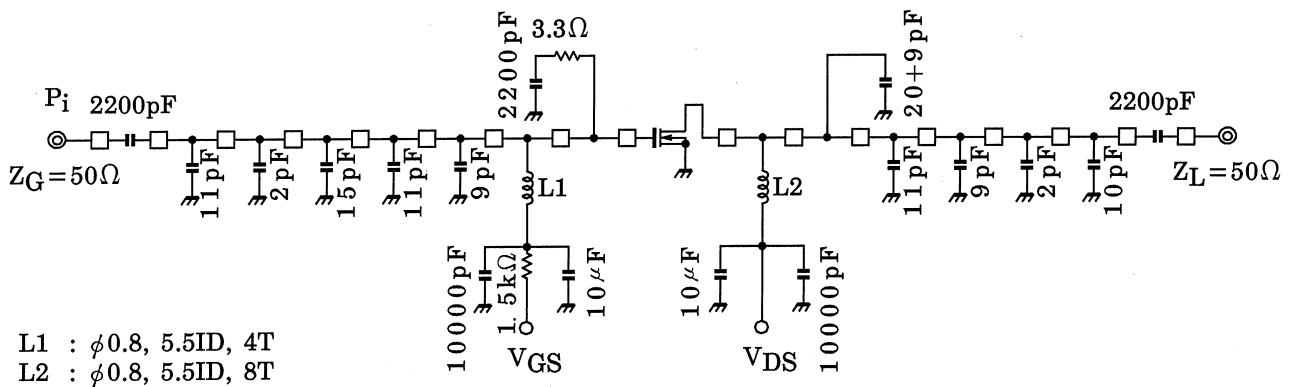 Pi
2200pF
ZG=50Ω
11pF
2pF
15pF
11pF
9pF
2200pF
3.3Ω
L1
10000pF
1.5kΩ
10μF
VGS
20+9pF
L2
10μF
10000pF
VDS
11pF
9pF
2pF
10pF
2200pF
ZL=50Ω
L1 : φ0.8, 5.5ID, 4T
L2 : φ0.8, 5.5ID, 8T